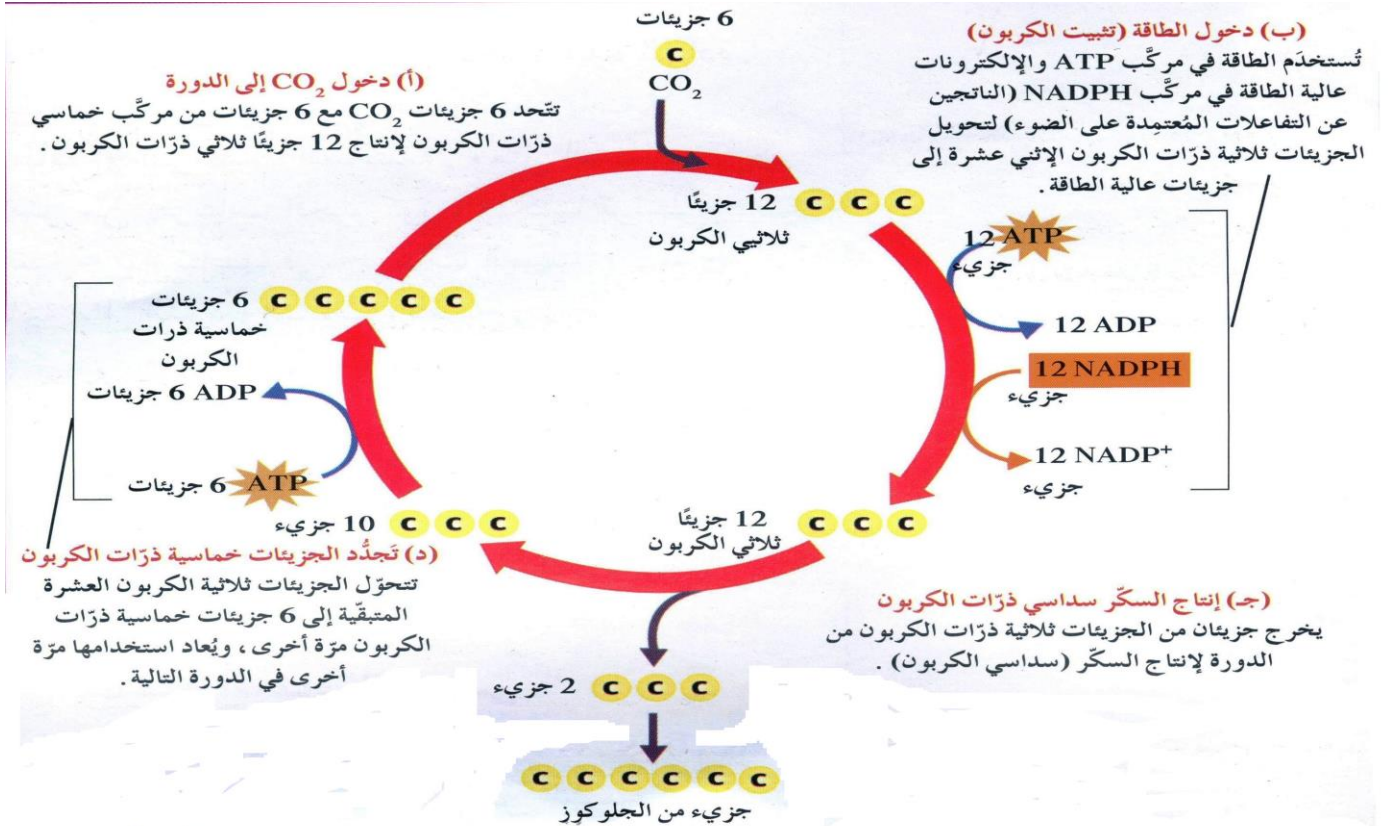 6 جزيئات
C
CO₂
(أ) دخول CO₂ إلى الدورة
تتّحد 6 جزيئات CO₂ مع 6 جزيئات من مركَّب خماسي
ذرّات الكربون لإنتاج 12 جزيئًا ثلاثي ذرّات الكربون.
(ب) دخول الطاقة (تثبيت الكربون)
تُستخدَم الطاقة في مركَّب ATP والإلكترونات
عالية الطاقة في مركَّب NADPH (الناتجين
عن التفاعلات المُعتمِدة على الضوء) لتحويل
الجزيئات ثلاثية ذرّات الكربون الإثني عشرة إلى
جزيئات عالية الطاقة.
12 جزيئًا C C C
ثلاثيي الكربون
12 ATP
جزيء
12 ADP
12 NADPH
جزيء
12 NADP⁺
جزيء
6 جزيئات C C C C C
خماسية ذرات
الكربون
6 ADP جزيئات
6 ATP جزيئات
10 جزيء C C C
12 جزيئًا C C C
ثلاثي الكربون
(د) تَجدُّد الجزيئات خماسية ذرّات الكربون
تتحوّل الجزيئات ثلاثية الكربون العشرة
المتبقّية إلى 6 جزيئات خماسية ذرّات
الكربون مرّة أخرى، ويُعاد استخدامها مرّة
أخرى في الدورة التالية.
(جـ) إنتاج السكّر سداسي ذرّات الكربون
يخرج جزيئان من الجزيئات ثلاثية ذرّات الكربون من
الدورة لإنتاج السكّر (سداسي الكربون).
2 جزيء C C C
C C C C C C
جزيء من الجلوكوز